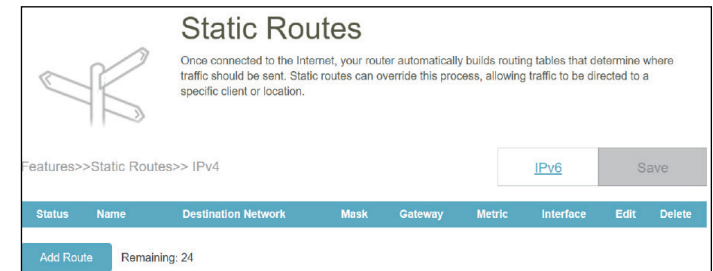 Static Routes
Once connected to the Internet, your router automatically builds routing tables that determine where
traffic should be sent. Static routes can override this process, allowing traffic to be directed to a
specific client or location.
Features>>Static Routes>> IPv4
IPv6
Save
Status Name Destination Network Mask Gateway Metric Interface Edit Delete
Add Route Remaining: 24